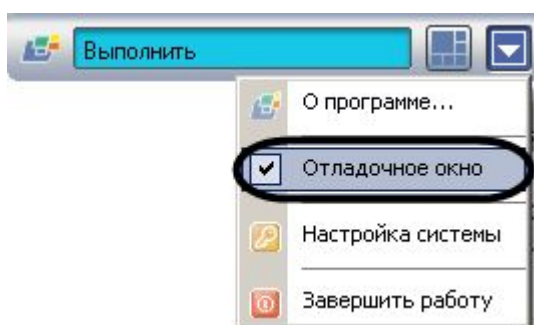 Выполнить
О программе...
Отладочное окно
Настройка системы
Завершить работу